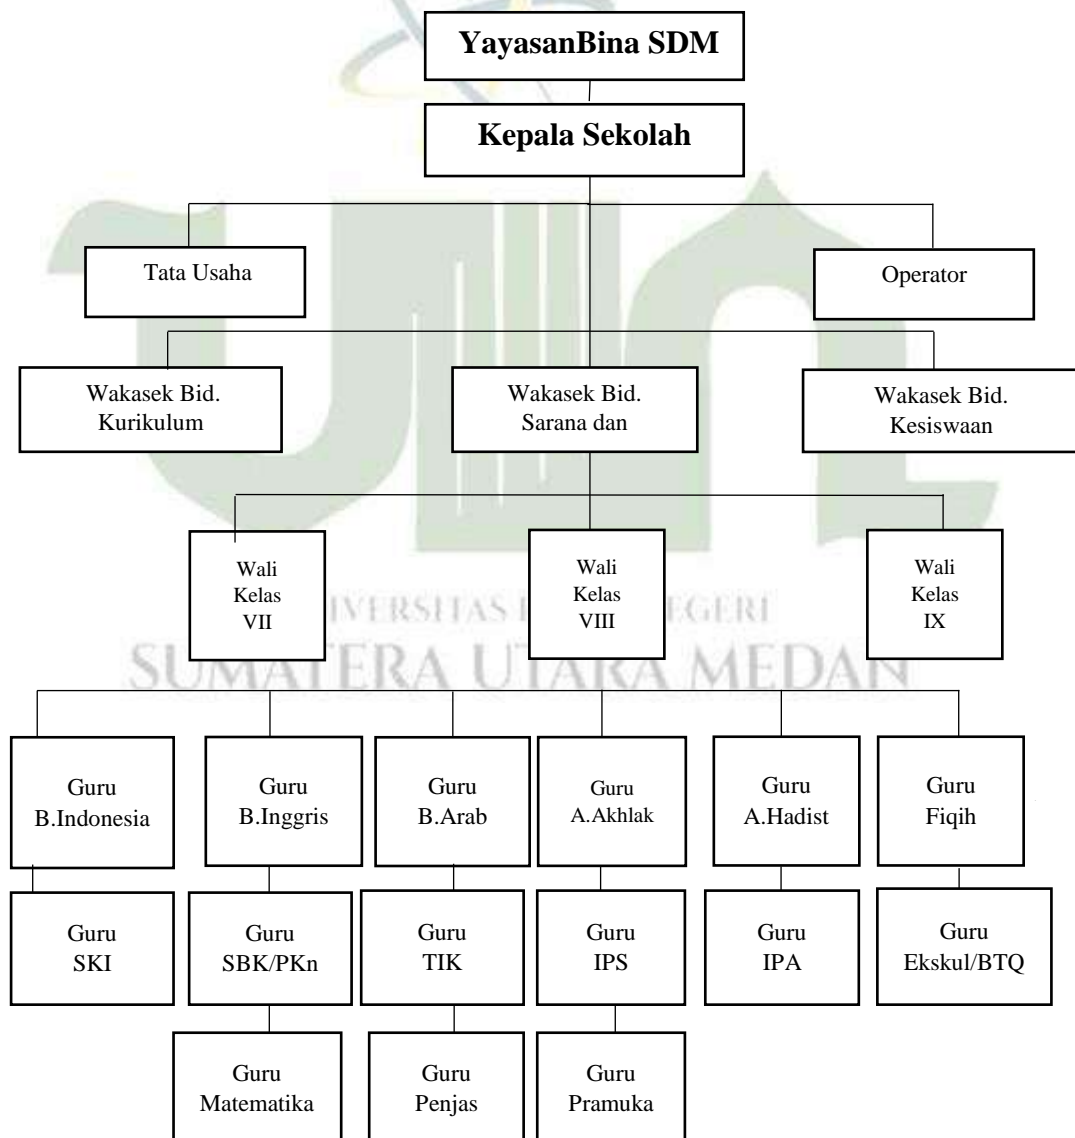 YayasanBina SDM
Kepala Sekolah
Tata Usaha
Operator
Wakasek Bid.
Kurikulum
Wakasek Bid.
Sarana dan
Wakasek Bid.
Kesiswaan
Wali
Kelas
VII
Wali
Kelas
VIII
Wali
Kelas
IX
IVERSITAS I EGERI
SUMATERA UTARA MEDAN
Guru
B.Indonesia
Guru
B.Inggris
Guru
B.Arab
Guru
A.Akhlak
Guru
A.Hadist
Guru
Fiqih
Guru
SKI
Guru
SBK/PKn
Guru
TIK
Guru
IPS
Guru
IPA
Guru
Ekskul/BTQ
Guru
Matematika
Guru
Penjas
Guru
Pramuka